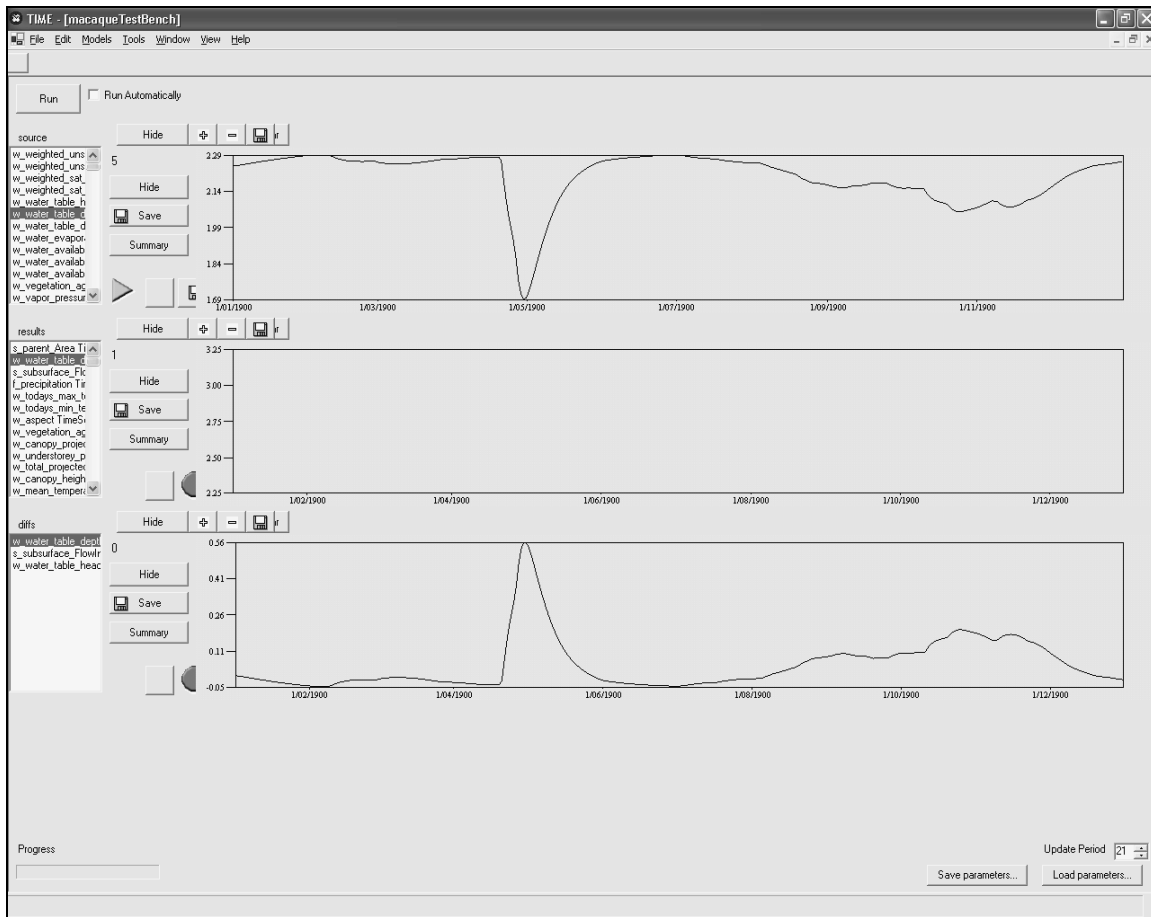 TIME - [macaqueTestBench]
File Edit Models Tools Window View Help
Run
Run Automatically
source
w_weighted_uns
w_weighted_uns
w_weighted_sat_
w_weighted_sat_
w_water_table_h
w_water_table_d
w_water_table_d
w_water_evapor
w_water_availab
w_water_availab
w_water_availab
w_vegetation_ag
w_vapor_pressur
Hide
5
Hide
Save
Summary
2.29
2.14
1.99
1.84
1.69
1/01/1900 1/03/1900 1/05/1900 1/07/1900 1/09/1900 1/11/1900
results
s_parent_Area Ti
w_water_table_d
s_subsurface_Flo
f_precipitation Tir
w_todays_max_t
w_todays_min_te
w_aspect TimeS
w_vegetation_ag
w_canopy_projec
w_understorey_p
w_total_projected
w_canopy_heigh
w_mean_tempera
Hide
1
Hide
Save
Summary
3.25
3.00
2.75
2.50
2.25
1/02/1900 1/04/1900 1/06/1900 1/08/1900 1/10/1900 1/12/1900
diffs
w_water_table_dept
s_subsurface_FlowIr
w_water_table_head
Hide
0
Hide
Save
Summary
0.56
0.41
0.26
0.11
-0.05
1/02/1900 1/04/1900 1/06/1900 1/08/1900 1/10/1900 1/12/1900
Progress
Update Period 21
Save parameters... Load parameters...